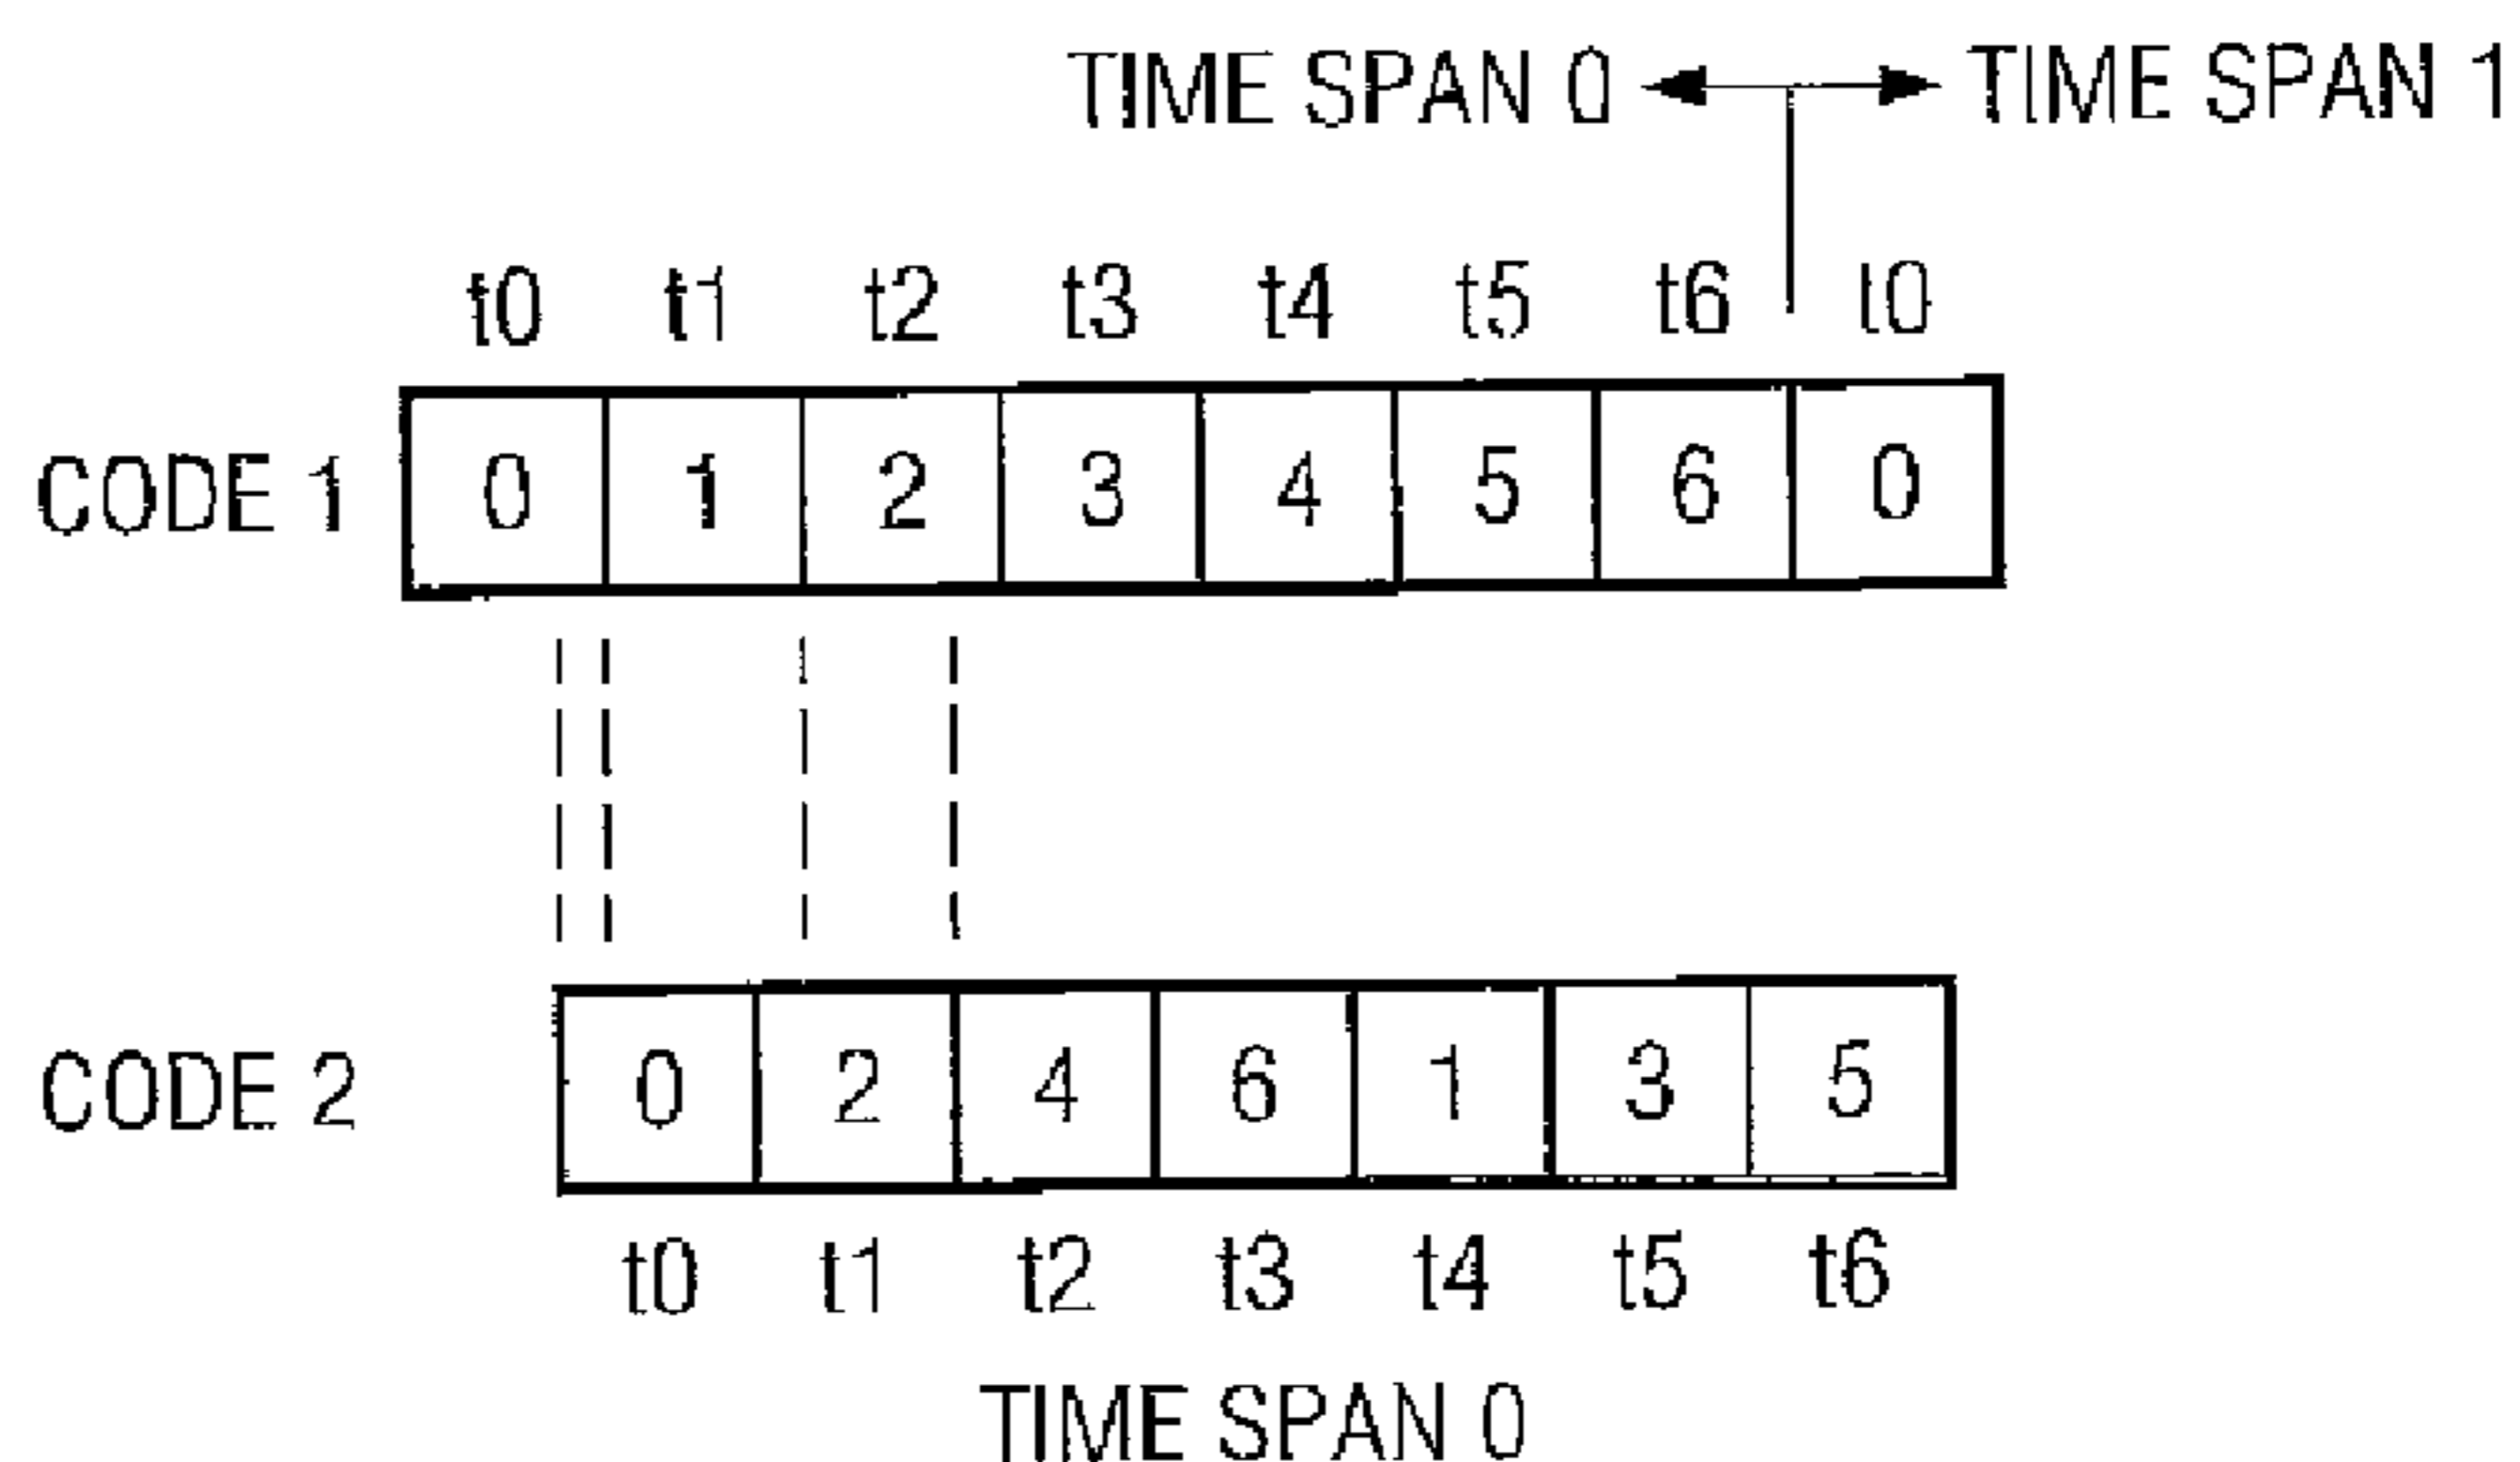 TIME SPAN 0 TIME SPAN 1
t0 t1 t2 t3 t4 t5 t6 t0
CODE 1 0 1 2 3 4 5 6 0
CODE 2 0 2 4 6 1 3 5
t0 t1 t2 t3 t4 t5 t6
TIME SPAN 0